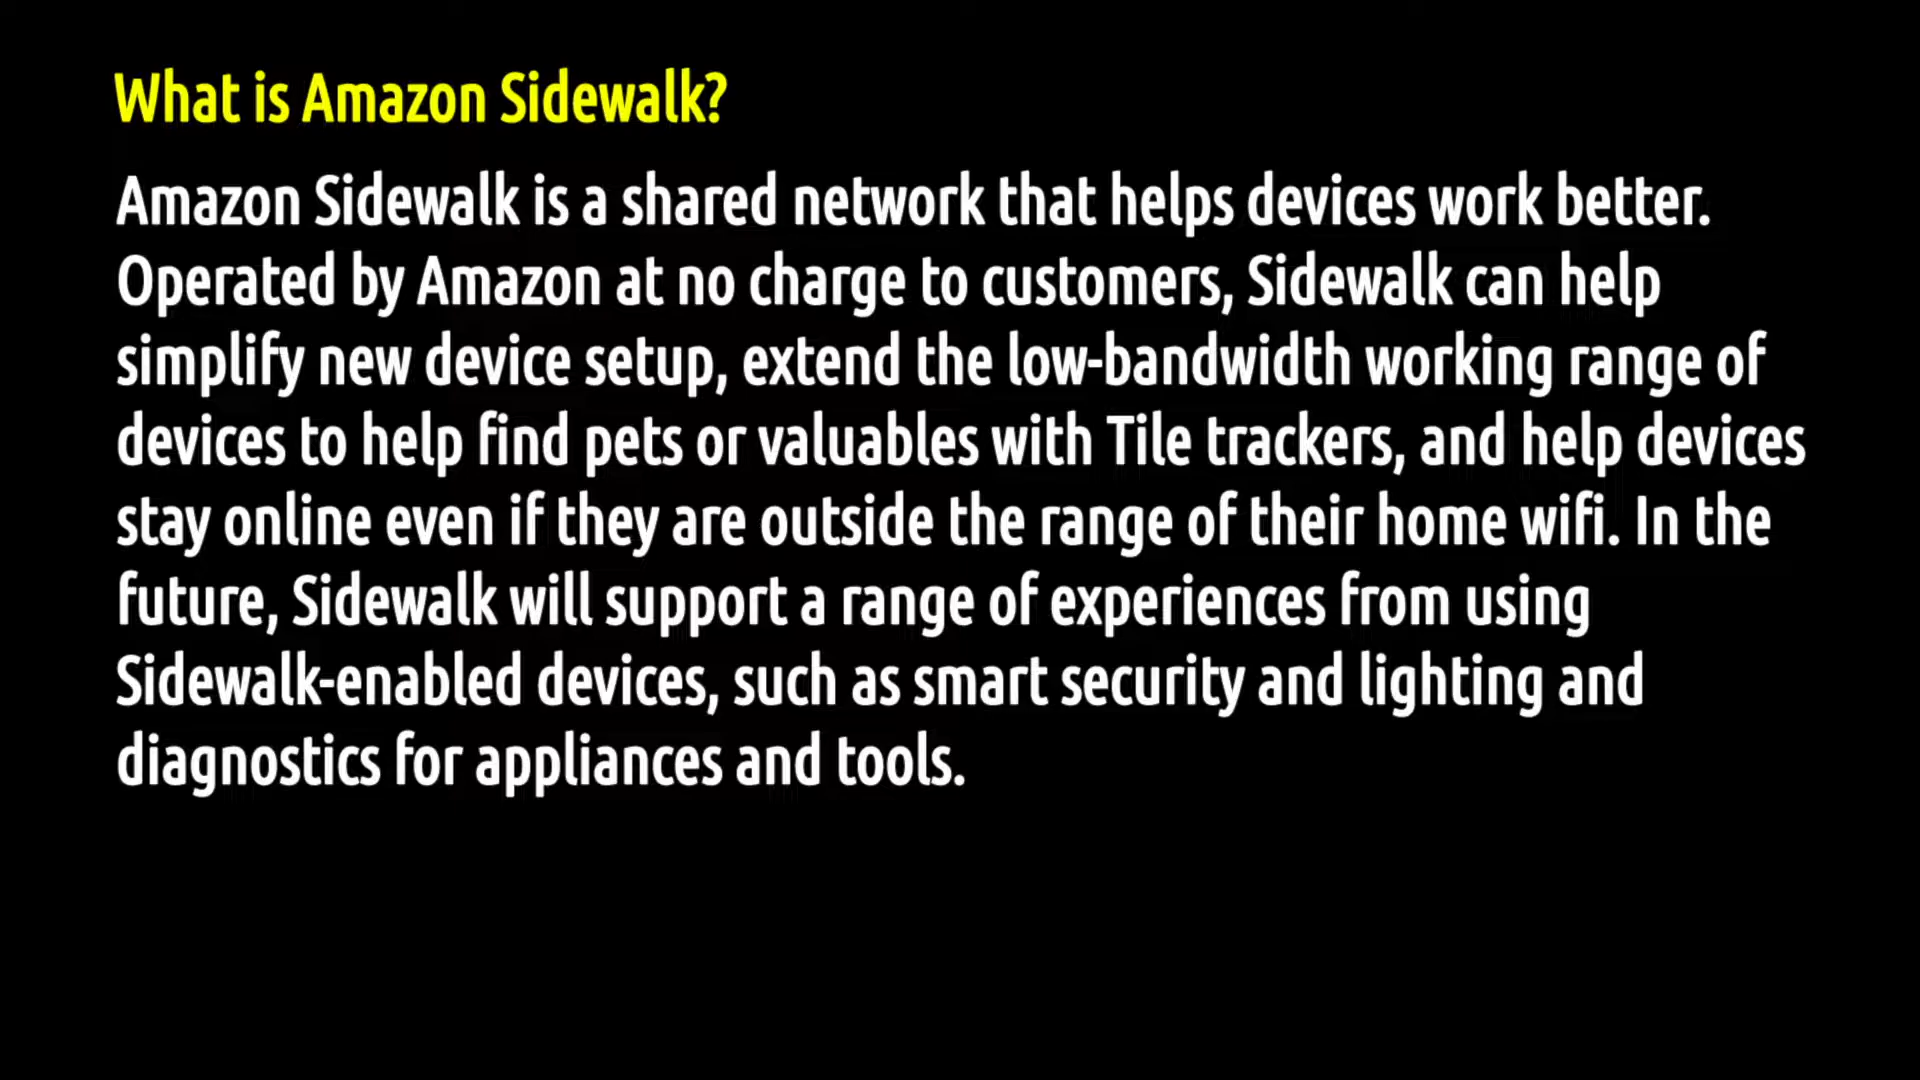 What is Amazon Sidewalk?
Amazon Sidewalk is a shared network that helps devices work better.
Operated by Amazon at no charge to customers, Sidewalk can help
simplify new device setup, extend the low-bandwidth working range of
devices to help find pets or valuables with Tile trackers, and help devices
stay online even if they are outside the range of their home wifi. In the
future, Sidewalk will support a range of experiences from using
Sidewalk-enabled devices, such as smart security and lighting and
diagnostics for appliances and tools.